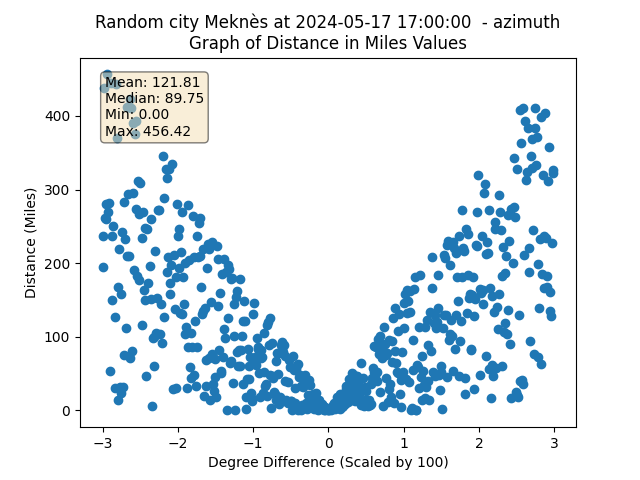 Random city Meknès at 2024-05-17 17:00:00  - azimuth
Graph of Distance in Miles Values
Mean: 121.81
Median: 89.75
Min: 0.00
Max: 456.42
400
300
200
100
0
Distance (Miles)
−3
−2
−1
0
1
2
3
Degree Difference (Scaled by 100)